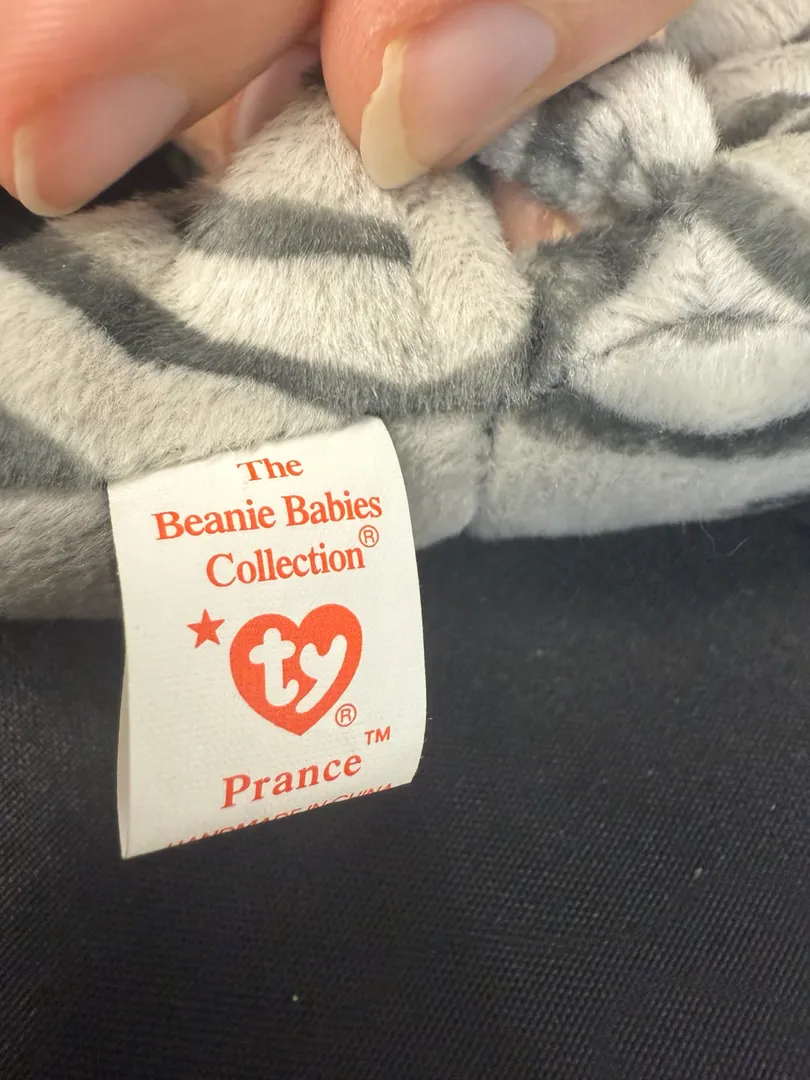 The
Beanie Babies
Collection®
ty®
Prance™
HANDMADE IN CHINA